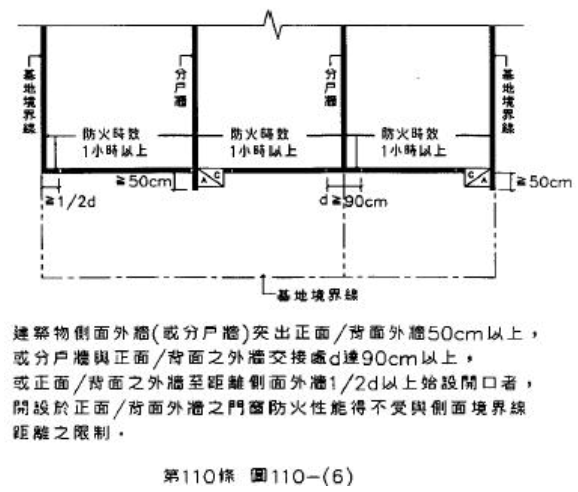 基地境界線
分戶牆
分戶牆
基地境界線
防火時效
1小時以上
防火時效
1小時以上
防火時效
1小時以上
≧1/2d
≧50cm
A C
d≧90cm
C A
≧50cm
基地境界線
建築物側面外牆(或分戶牆)突出正面/背面外牆50cm以上，
或分戶牆與正面/背面之外牆交接處d達90cm以上，
或正面/背面之外牆至距離側面外牆1/2d以上始設開口者，
開設於正面/背面外牆之門窗防火性能得不受與側面境界線
距離之限制．
第110條 圖110-(6)